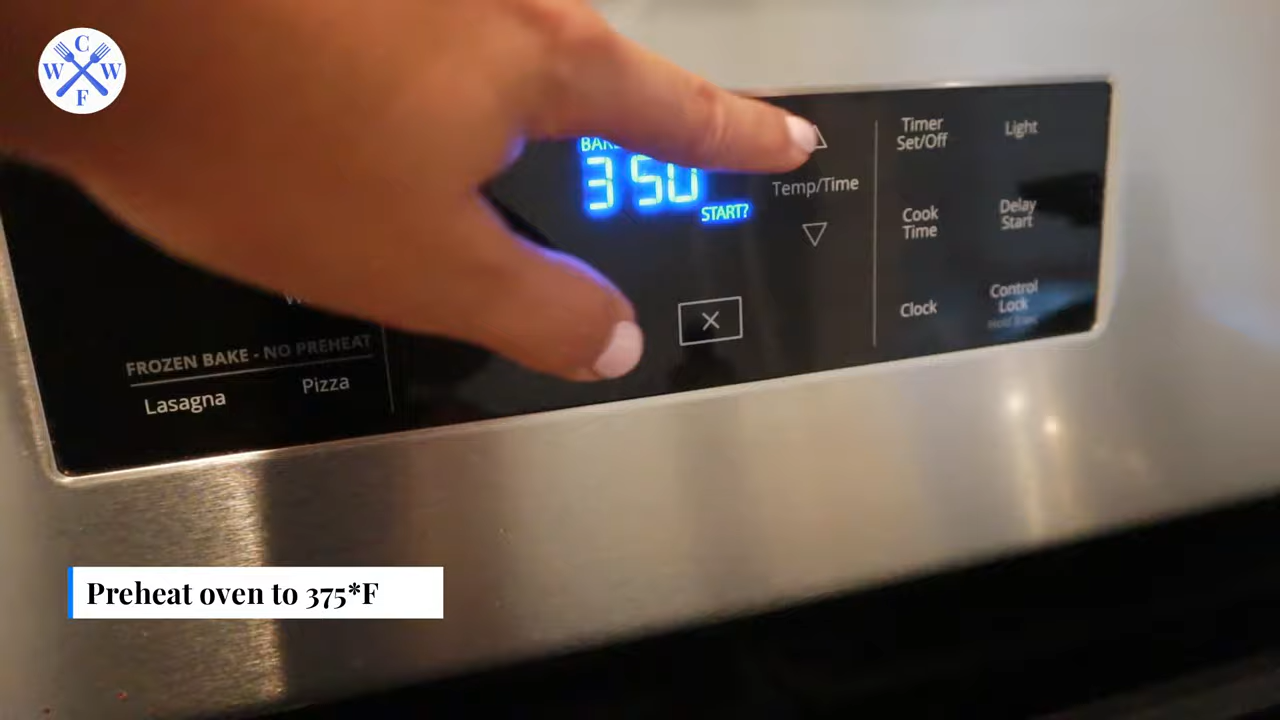 C
W W
F
BAKE
350
START?
Temp/Time
Timer
Set/Off
Light
Cook
Time
Delay
Start
Clock
Control
Lock
FROZEN BAKE - NO PREHEAT
Lasagna
Pizza
Preheat oven to 375*F